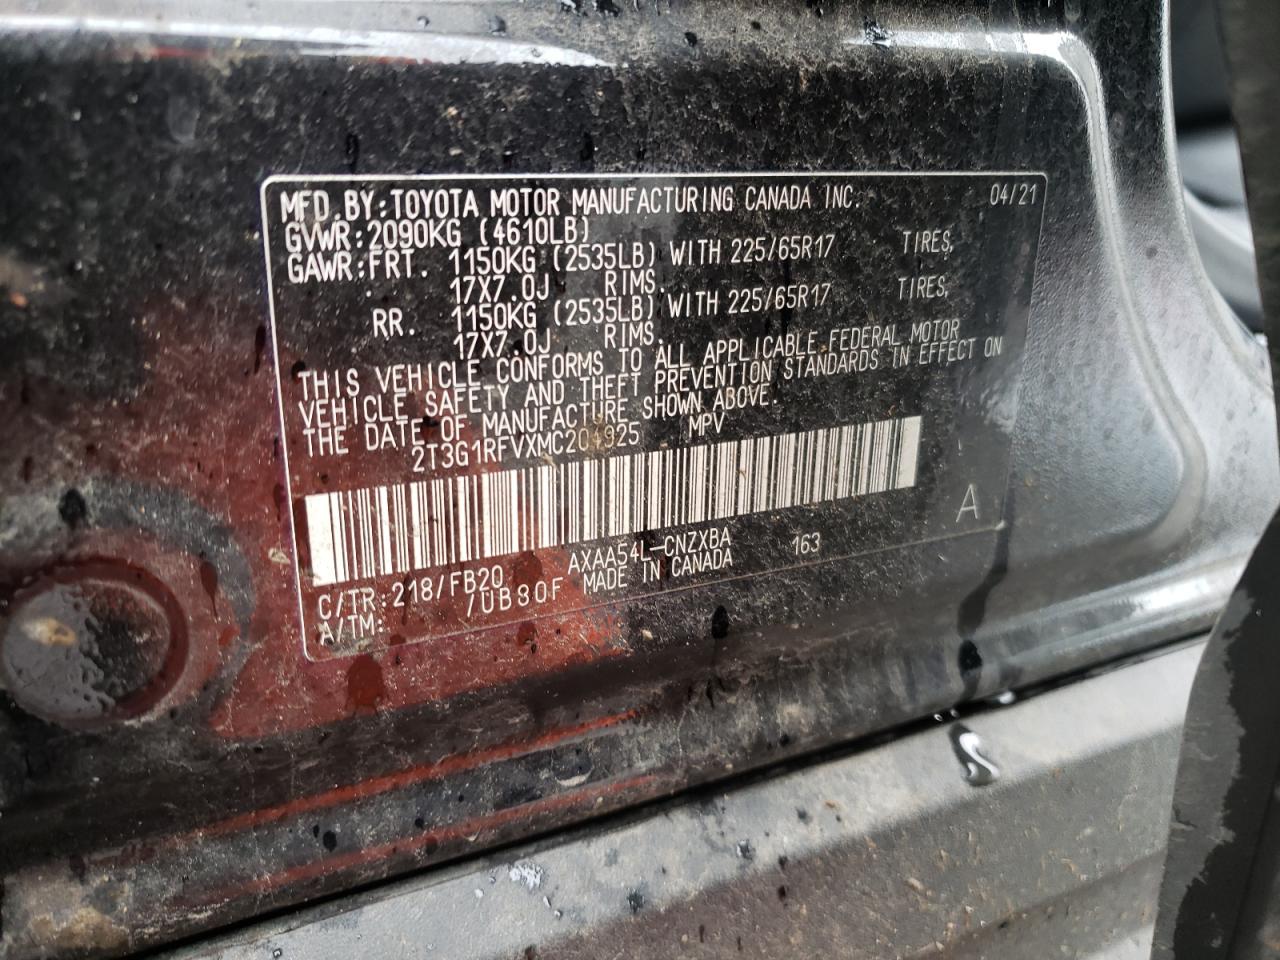 MFD.BY:TOYOTA MOTOR MANUFACTURING CANADA INC. 04/21
GVWR:2090KG (4610LB)
GAWR:FRT. 1150KG (2535LB) WITH 225/65R17 TIRES,
17X7.0J RIMS.
RR. 1150KG (2535LB) WITH 225/65R17 TIRES,
17X7.0J RIMS.
THIS VEHICLE CONFORMS TO ALL APPLICABLE FEDERAL MOTOR
VEHICLE SAFETY AND THEFT PREVENTION STANDARDS IN EFFECT ON
THE DATE OF MANUFACTURE SHOWN ABOVE.
MPV
C/TR:218/FB20 AXAA54L-CNZXBA 163 A
A/TM: /UB80F MADE IN CANADA